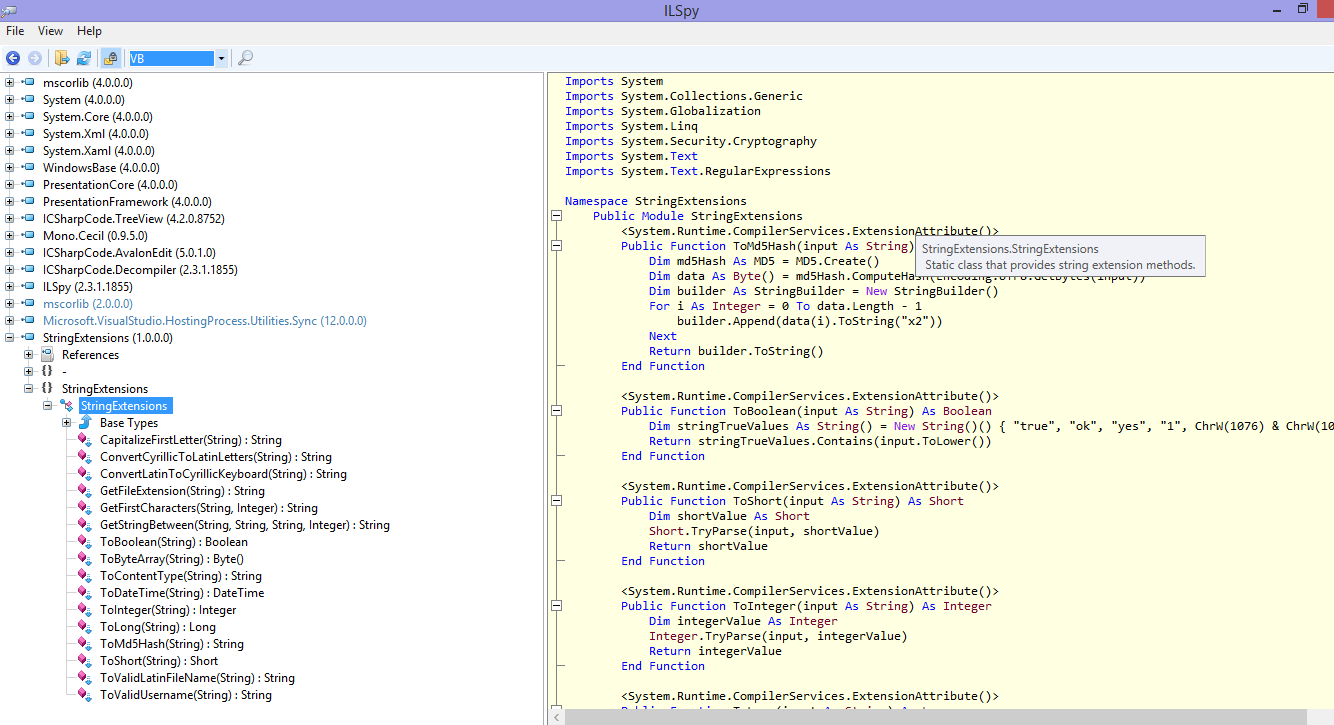 ILSpy
File View Help
VB
mscorlib (4.0.0.0)
System (4.0.0.0)
System.Core (4.0.0.0)
System.Xml (4.0.0.0)
System.Xaml (4.0.0.0)
WindowsBase (4.0.0.0)
PresentationCore (4.0.0.0)
PresentationFramework (4.0.0.0)
ICSharpCode.TreeView (4.2.0.8752)
Mono.Cecil (0.9.5.0)
ICSharpCode.AvalonEdit (5.0.1.0)
ICSharpCode.Decompiler (2.3.1.1855)
ILSpy (2.3.1.1855)
mscorlib (2.0.0.0)
Microsoft.VisualStudio.HostingProcess.Utilities.Sync (12.0.0.0)
StringExtensions (1.0.0.0)
References
{} -
{} StringExtensions
StringExtensions
Base Types
CapitalizeFirstLetter(String) : String
ConvertCyrillicToLatinLetters(String) : String
ConvertLatinToCyrillicKeyboard(String) : String
GetFileExtension(String) : String
GetFirstCharacters(String, Integer) : String
GetStringBetween(String, String, String, Integer) : String
ToBoolean(String) : Boolean
ToByteArray(String) : Byte()
ToContentType(String) : String
ToDateTime(String) : DateTime
ToInteger(String) : Integer
ToLong(String) : Long
ToMd5Hash(String) : String
ToShort(String) : Short
ToValidLatinFileName(String) : String
ToValidUsername(String) : String
Imports System
Imports System.Collections.Generic
Imports System.Globalization
Imports System.Linq
Imports System.Security.Cryptography
Imports System.Text
Imports System.Text.RegularExpressions
Namespace StringExtensions
Public Module StringExtensions
<System.Runtime.CompilerServices.ExtensionAttribute()>
Public Function ToMd5Hash(input As String)
StringExtensions.StringExtensions
Static class that provides string extension methods.
Dim md5Hash As MD5 = MD5.Create()
Dim data As Byte() = md5Hash.ComputeHash(Encoding.UTF8.GetBytes(input))
Dim builder As StringBuilder = New StringBuilder()
For i As Integer = 0 To data.Length - 1
builder.Append(data(i).ToString("x2"))
Next
Return builder.ToString()
End Function
<System.Runtime.CompilerServices.ExtensionAttribute()>
Public Function ToBoolean(input As String) As Boolean
Dim stringTrueValues As String() = New String()() { "true", "ok", "yes", "1", ChrW(1076) & ChrW(10
Return stringTrueValues.Contains(input.ToLower())
End Function
<System.Runtime.CompilerServices.ExtensionAttribute()>
Public Function ToShort(input As String) As Short
Dim shortValue As Short
Short.TryParse(input, shortValue)
Return shortValue
End Function
<System.Runtime.CompilerServices.ExtensionAttribute()>
Public Function ToInteger(input As String) As Integer
Dim integerValue As Integer
Integer.TryParse(input, integerValue)
Return integerValue
End Function
<System.Runtime.CompilerServices.ExtensionAttribute()>